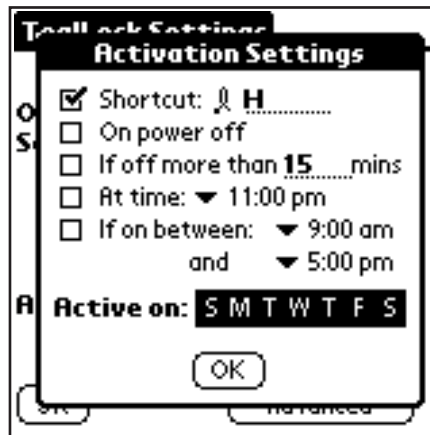 Activation Settings
Shortcut: H
On power off
If off more than 15 mins
At time: 11:00 pm
If on between: 9:00 am
and 5:00 pm
Active on: S M T W T F S
OK